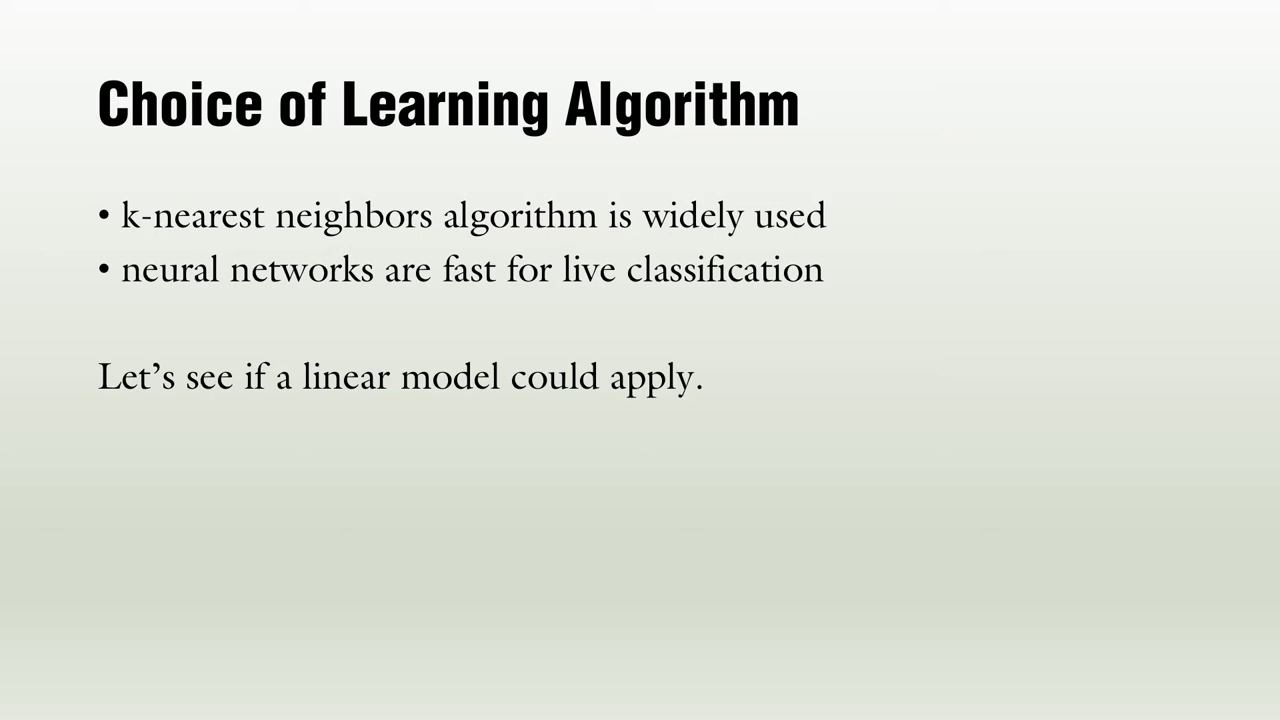 Choice of Learning Algorithm
• k-nearest neighbors algorithm is widely used
• neural networks are fast for live classification
Let’s see if a linear model could apply.